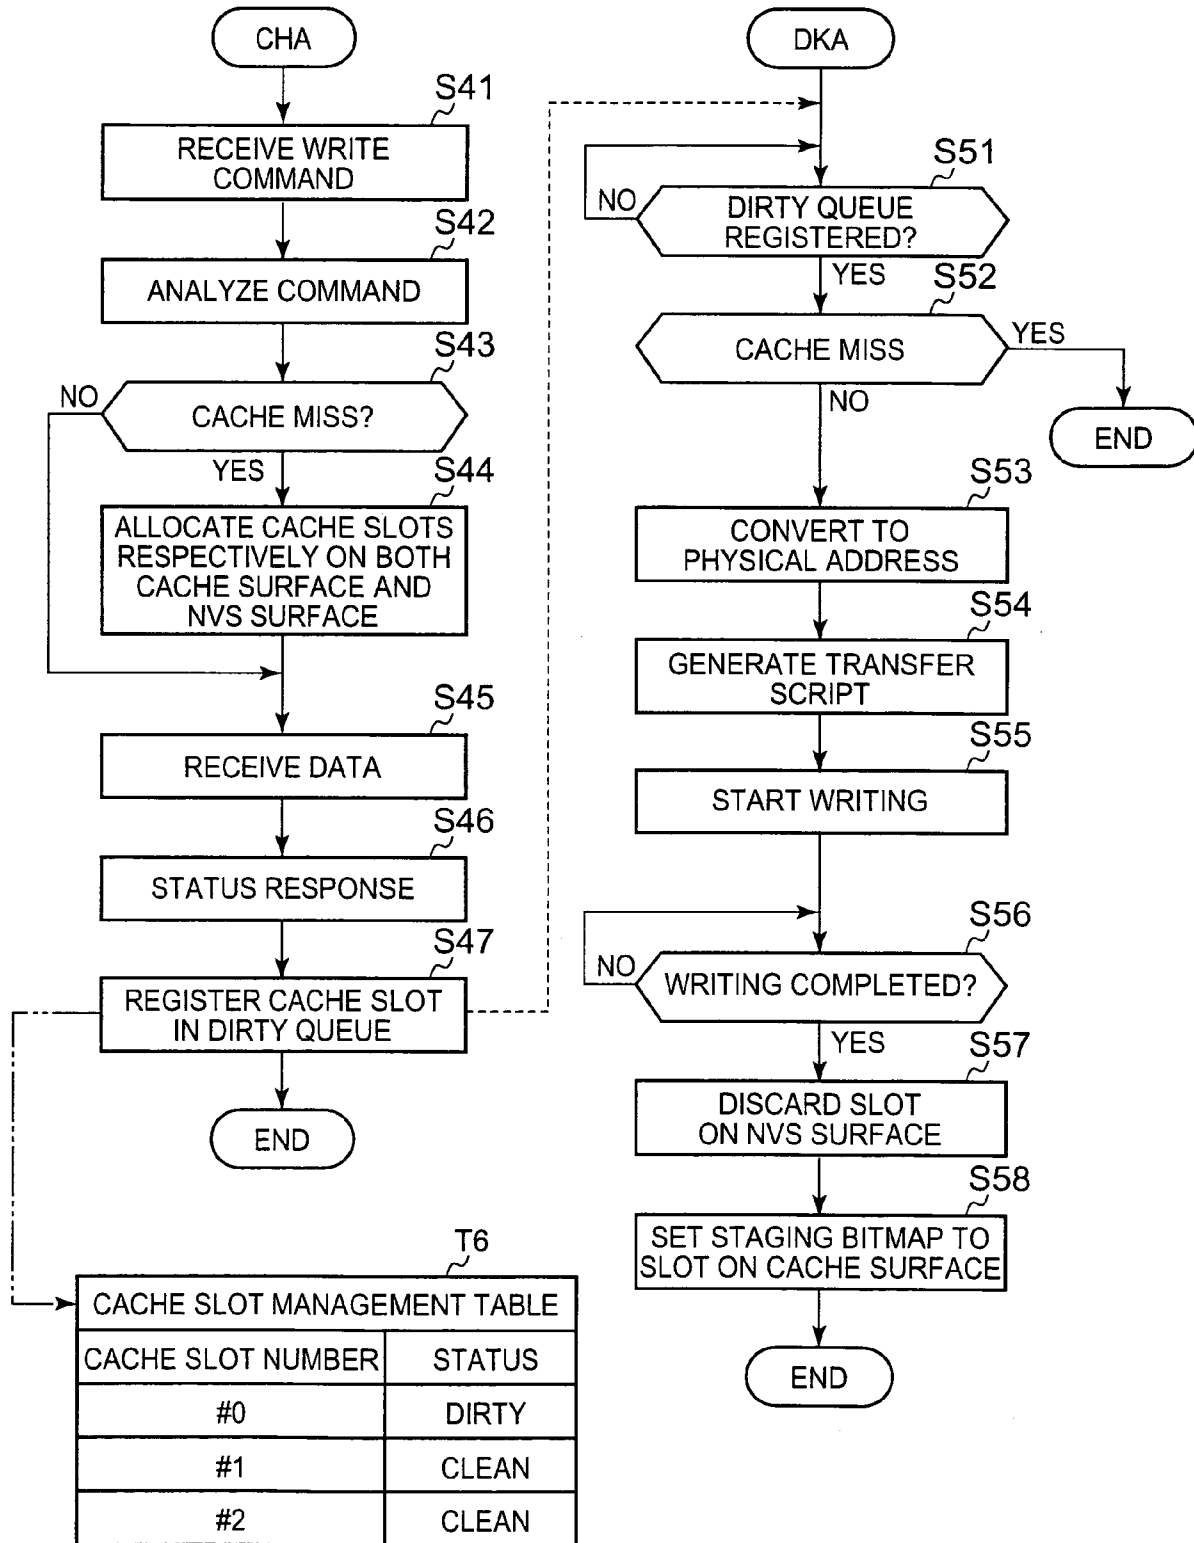 CHA
S41
RECEIVE WRITE
COMMAND
S42
ANALYZE COMMAND
S43
NO
CACHE MISS?
YES
S44
ALLOCATE CACHE SLOTS
RESPECTIVELY ON BOTH
CACHE SURFACE AND
NVS SURFACE
S45
RECEIVE DATA
S46
STATUS RESPONSE
S47
REGISTER CACHE SLOT
IN DIRTY QUEUE
END
T6
CACHE SLOT MANAGEMENT TABLE
CACHE SLOT NUMBER STATUS
#0 DIRTY
#1 CLEAN
#2 CLEAN
DKA
S51
NO
DIRTY QUEUE
REGISTERED?
YES
S52
CACHE MISS
YES
NO
END
S53
CONVERT TO
PHYSICAL ADDRESS
S54
GENERATE TRANSFER
SCRIPT
S55
START WRITING
S56
NO
WRITING COMPLETED?
YES
S57
DISCARD SLOT
ON NVS SURFACE
S58
SET STAGING BITMAP TO
SLOT ON CACHE SURFACE
END